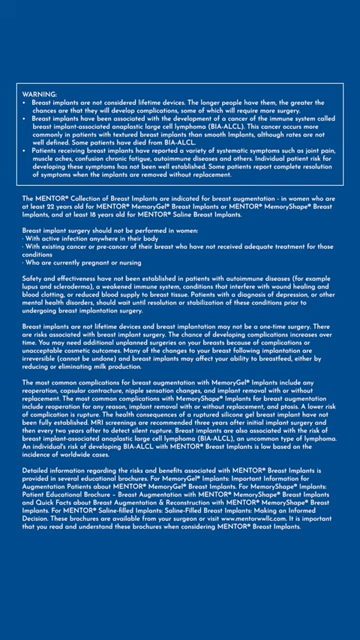 WARNING:
• Breast implants are not considered lifetime devices. The longer people have them, the greater the
chances are that they will develop complications, some of which will require more surgery.
• Breast implants have been associated with the development of a cancer of the immune system called
breast implant-associated anaplastic large cell lymphoma (BIA-ALCL). This cancer occurs more
commonly in patients with textured breast implants than smooth Implants, although rates are not
well defined. Some patients have died from BIA-ALCL.
• Patients receiving breast implants have reported a variety of systematic symptoms such as joint pain,
muscle aches, confusion chronic fatigue, autoimmune diseases and others. Individual patient risk for
developing these symptoms has not been well established. Some patients report complete resolution
of symptoms when the implants are removed without replacement.
The MENTOR® Collection of Breast Implants are indicated for breast augmentation - in women who are
at least 22 years old for MENTOR® MemoryGel® Breast Implants or MENTOR® MemoryShape® Breast
Implants, and at least 18 years old for MENTOR® Saline Breast Implants.
Breast implant surgery should not be performed in women:
· With active infection anywhere in their body
· With existing cancer or pre-cancer of their breast who have not received adequate treatment for those
conditions
· Who are currently pregnant or nursing
Safety and effectiveness have not been established in patients with autoimmune diseases (for example
lupus and scleroderma), a weakened immune system, conditions that interfere with wound healing and
blood clotting, or reduced blood supply to breast tissue. Patients with a diagnosis of depression, or other
mental health disorders, should wait until resolution or stabilization of these conditions prior to
undergoing breast implantation surgery.
Breast implants are not lifetime devices and breast implantation may not be a one-time surgery. There
are risks associated with breast implant surgery. The chance of developing complications increases over
time. You may need additional unplanned surgeries on your breasts because of complications or
unacceptable cosmetic outcomes. Many of the changes to your breast following implantation are
irreversible (cannot be undone) and breast implants may affect your ability to breastfeed, either by
reducing or eliminating milk production.
The most common complications for breast augmentation with MemoryGel® Implants include any
reoperation, capsular contracture, nipple sensation changes, and implant removal with or without
replacement. The most common complications with MemoryShape® Implants for breast augmentation
include reoperation for any reason, implant removal with or without replacement, and ptosis. A lower risk
of complication is rupture. The health consequences of a ruptured silicone gel breast implant have not
been fully established. MRI screenings are recommended three years after initial implant surgery and
then every two years after to detect silent rupture. Breast implants are also associated with the risk of
breast implant-associated anaplastic large cell lymphoma (BIA-ALCL), an uncommon type of lymphoma.
An individual's risk of developing BIA-ALCL with MENTOR® Breast Implants is low based on the
incidence of worldwide cases.
Detailed information regarding the risks and benefits associated with MENTOR® Breast Implants is
provided in several educational brochures. For MemoryGel® Implants: Important Information for
Augmentation Patients about MENTOR® MemoryGel® Breast Implants. For MemoryShape® Implants:
Patient Educational Brochure – Breast Augmentation with MENTOR® MemoryShape® Breast Implants
and Quick Facts about Breast Augmentation & Reconstruction with MENTOR® MemoryShape® Breast
Implants. For MENTOR® Saline-filled Implants: Saline-Filled Breast Implants: Making an Informed
Decision. These brochures are available from your surgeon or visit www.mentorwwllc.com. It is important
that you read and understand these brochures when considering MENTOR® Breast Implants.